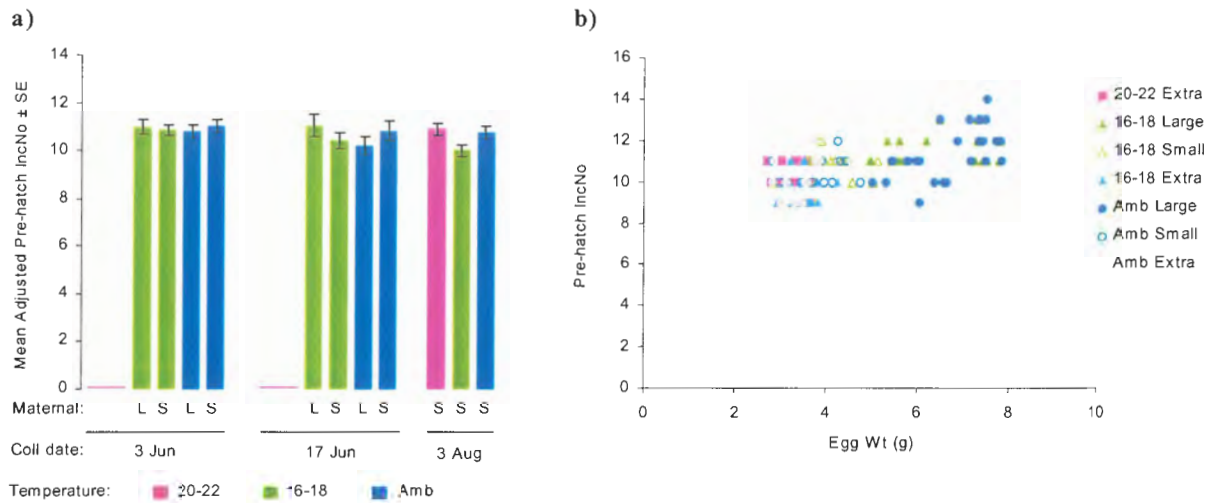 a)
Mean Adjusted Pre-hatch IncNo ± SE
14
12
10
8
6
4
2
0
Maternal: L S L S L S L S S S S
Coll date: 3 Jun 17 Jun 3 Aug
Temperature: 20-22 16-18 Amb
b)
Pre-hatch IncNo
16
14
12
10
8
6
4
2
0
0 2 4 6 8 10
Egg Wt (g)
20-22 Extra
16-18 Large
16-18 Small
16-18 Extra
Amb Large
Amb Small
Amb Extra